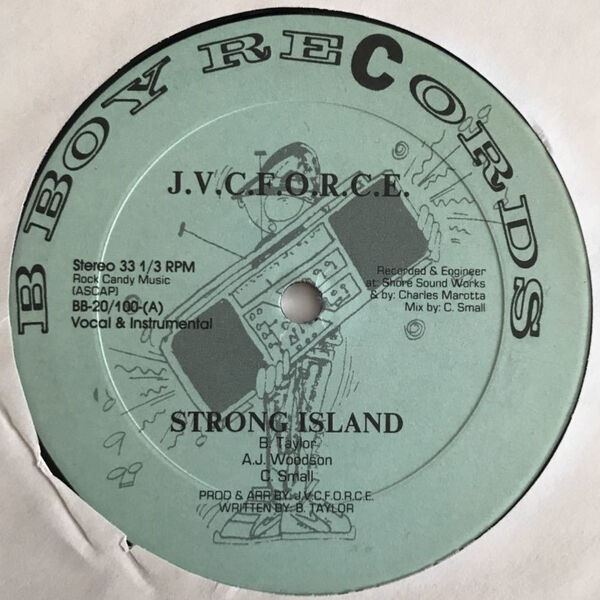 B BOY RECORDS
J.V.C.F.O.R.C.E.
Stereo 33 1/3 RPM
Rock Candy Music
(ASCAP)
BB-20/100-(A)
Vocal & Instrumental
Recorded & Engineer
at: Shore Sound Works
& by: Charles Marotta
Mix by: C. Small
STRONG ISLAND
B. Taylor
A.J. Woodson
C. Small
PROD & ARR BY: J.V.C.F.O.R.C.E.
WRITTEN BY: B. TAYLOR